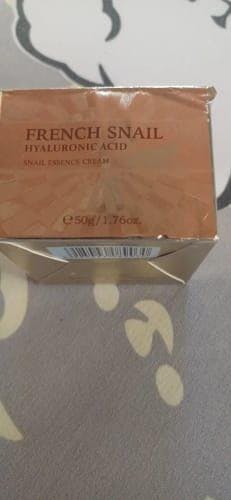 FRENCH SNAIL
HYALURONIC ACID
SNAIL ESSENCE CREAM
℮50g/1.76oz.